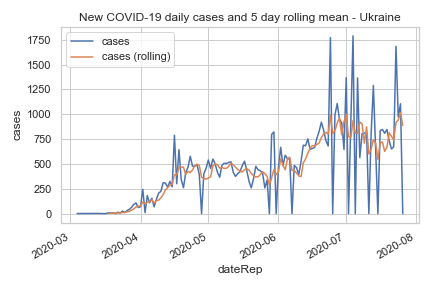 New COVID-19 daily cases and 5 day rolling mean - Ukraine
cases
cases (rolling)
1750
1500
1250
1000
750
500
250
0
cases
2020-03
2020-04
2020-05
2020-06
2020-07
2020-08
dateRep